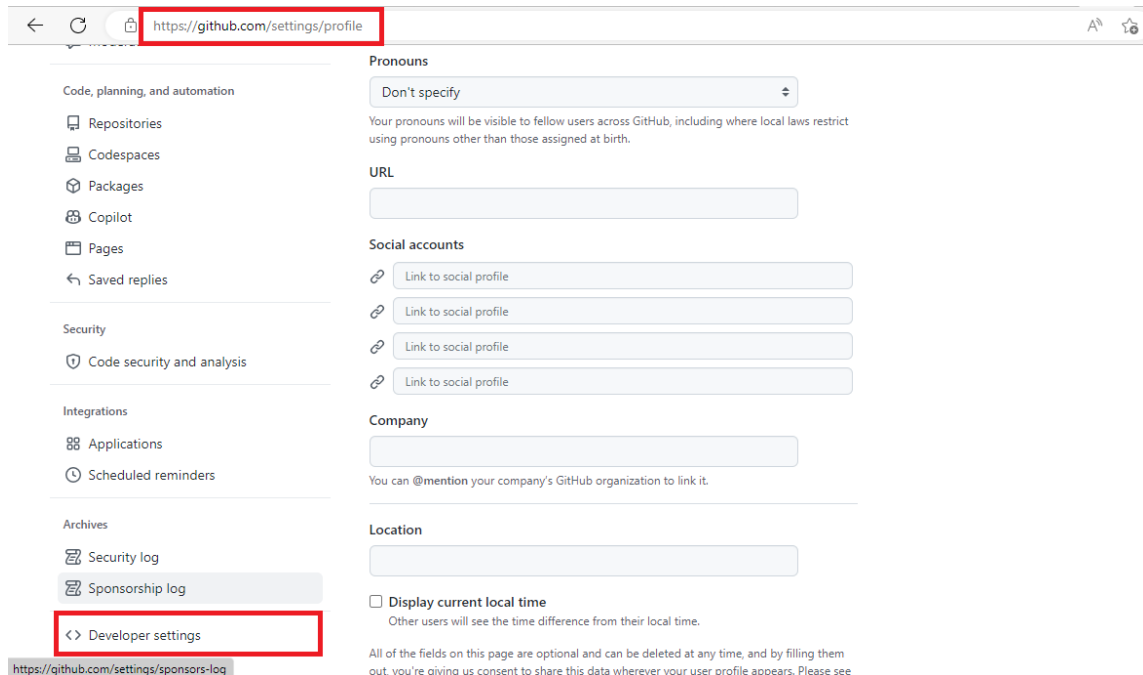 https://github.com/settings/profile
Code, planning, and automation
Repositories
Codespaces
Packages
Copilot
Pages
Saved replies
Security
Code security and analysis
Integrations
Applications
Scheduled reminders
Archives
Security log
Sponsorship log
Developer settings
https://github.com/settings/sponsors-log
Pronouns
Don't specify
Your pronouns will be visible to fellow users across GitHub, including where local laws restrict
using pronouns other than those assigned at birth.
URL
Social accounts
Link to social profile
Link to social profile
Link to social profile
Link to social profile
Company
You can @mention your company's GitHub organization to link it.
Location
Display current local time
Other users will see the time difference from their local time.
All of the fields on this page are optional and can be deleted at any time, and by filling them
out, you're giving us consent to share this data wherever your user profile appears. Please see